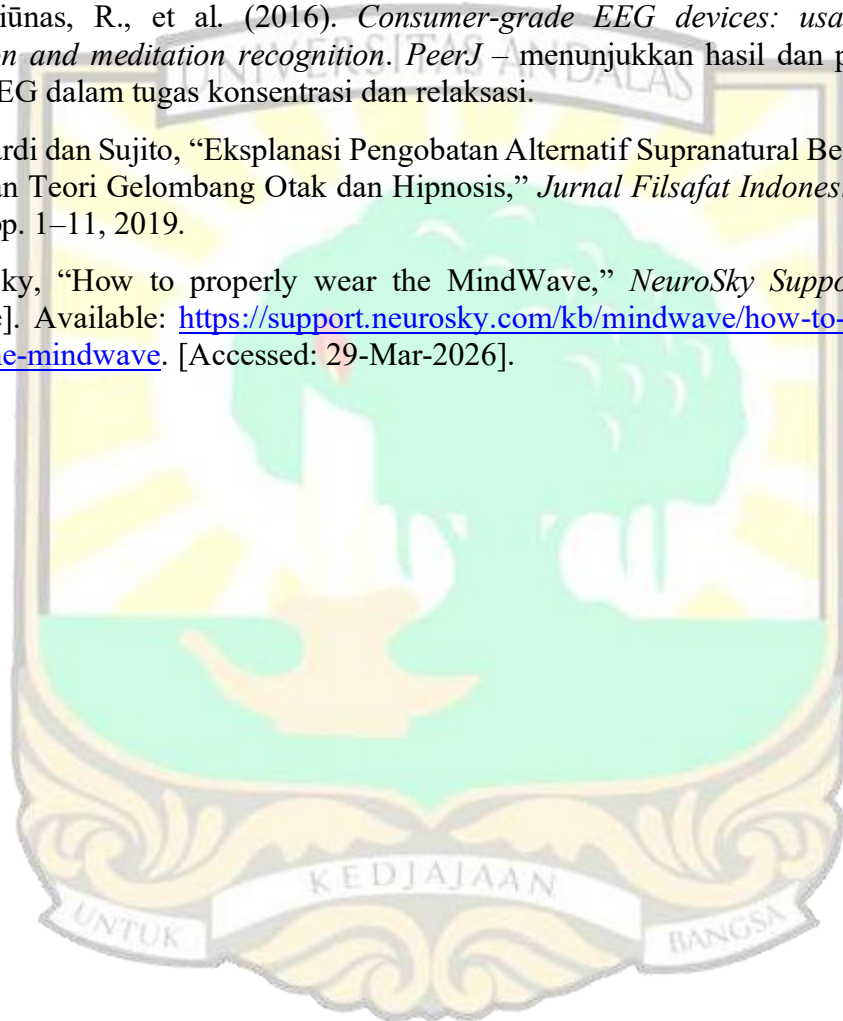 iūnas, R., et al. (2016). Consumer-grade EEG devices: usa
n and meditation recognition. PeerJ – menunjukkan hasil dan p
EG dalam tugas konsentrasi dan relaksasi.
rdi dan Sujito, “Eksplanasi Pengobatan Alternatif Supranatural Be
an Teori Gelombang Otak dan Hipnosis,” Jurnal Filsafat Indones
p. 1–11, 2019.
ky, “How to properly wear the MindWave,” NeuroSky Suppo
e]. Available: https://support.neurosky.com/kb/mindwave/how-to-
ne-mindwave. [Accessed: 29-Mar-2026].
UNIVERSITAS ANDALAS
UNTUK KEDJAJAAN BANGSA